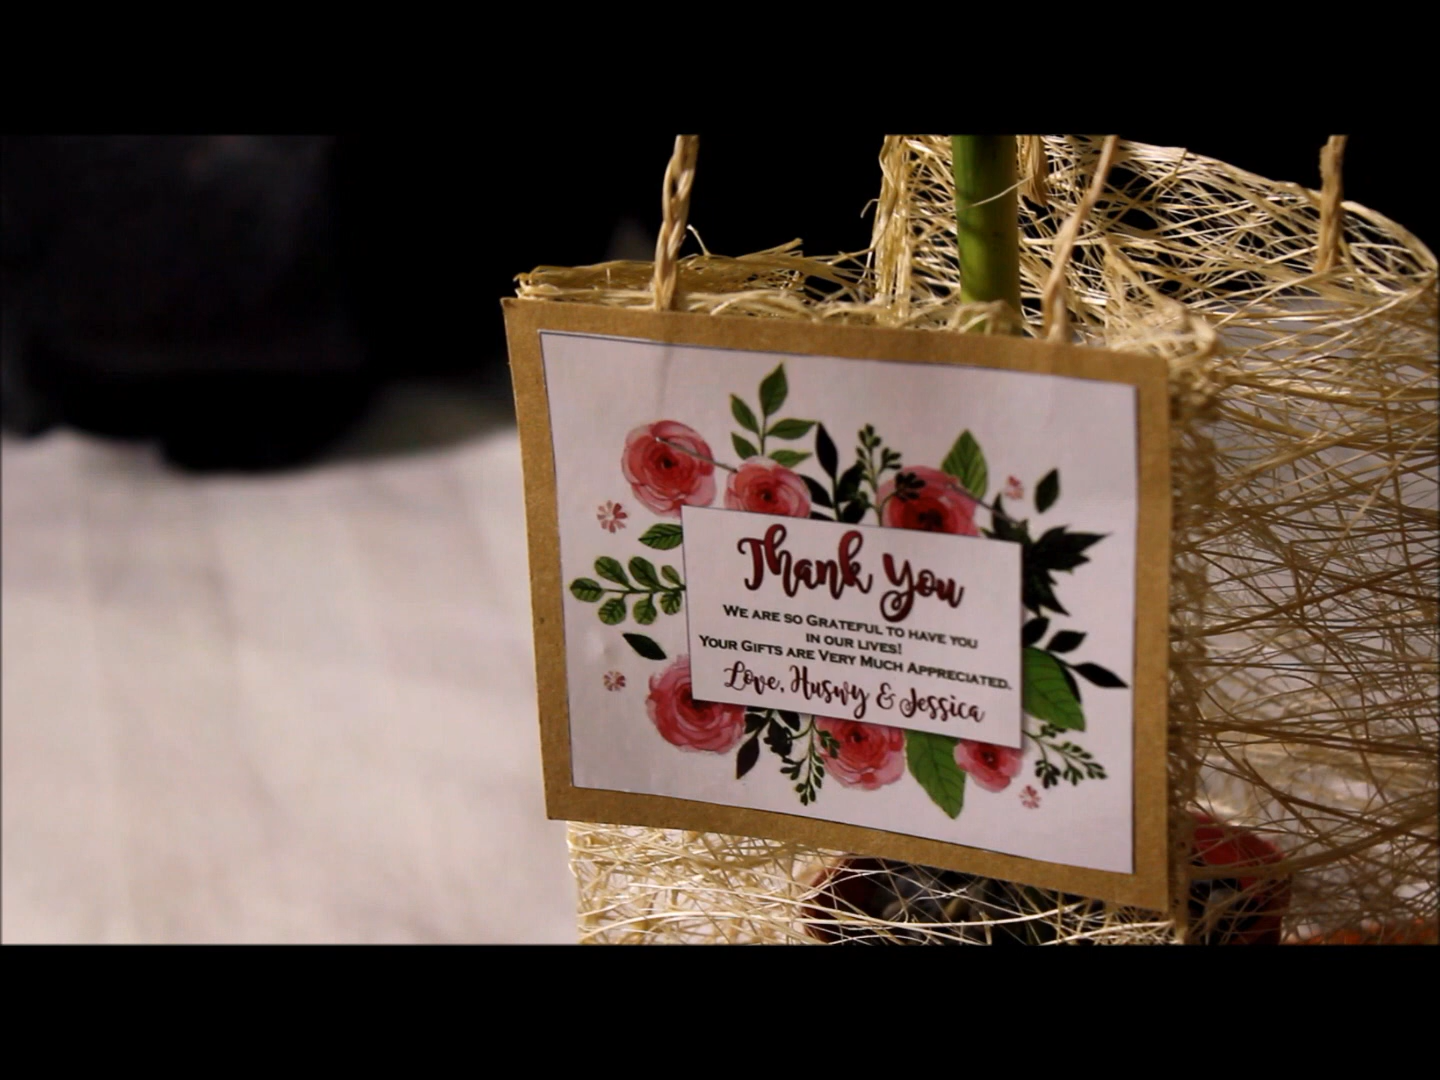 Thank You
WE ARE SO GRATEFUL TO HAVE YOU
IN OUR LIVES!
YOUR GIFTS ARE VERY MUCH APPRECIATED.
Love, Huswy & Jessica